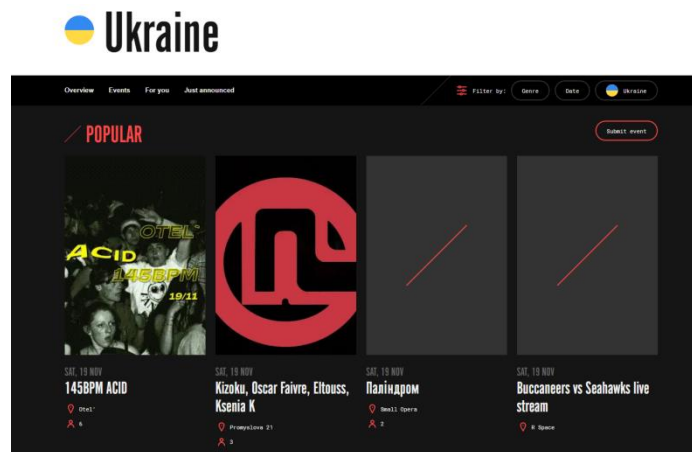 Ukraine
Overview Events For you Just announced
Filter by: Genre Date Ukraine
POPULAR
Submit event
OTEL'
ACID
145BPM
19/11
SAT, 19 NOV
145BPM ACID
Otel'
6
SAT, 19 NOV
Kizoku, Oscar Faivre, Eltouss,
Ksenia K
Promyslova 21
3
SAT, 19 NOV
Паліндром
Small Opera
2
SAT, 19 NOV
Buccaneers vs Seahawks live
stream
R Space